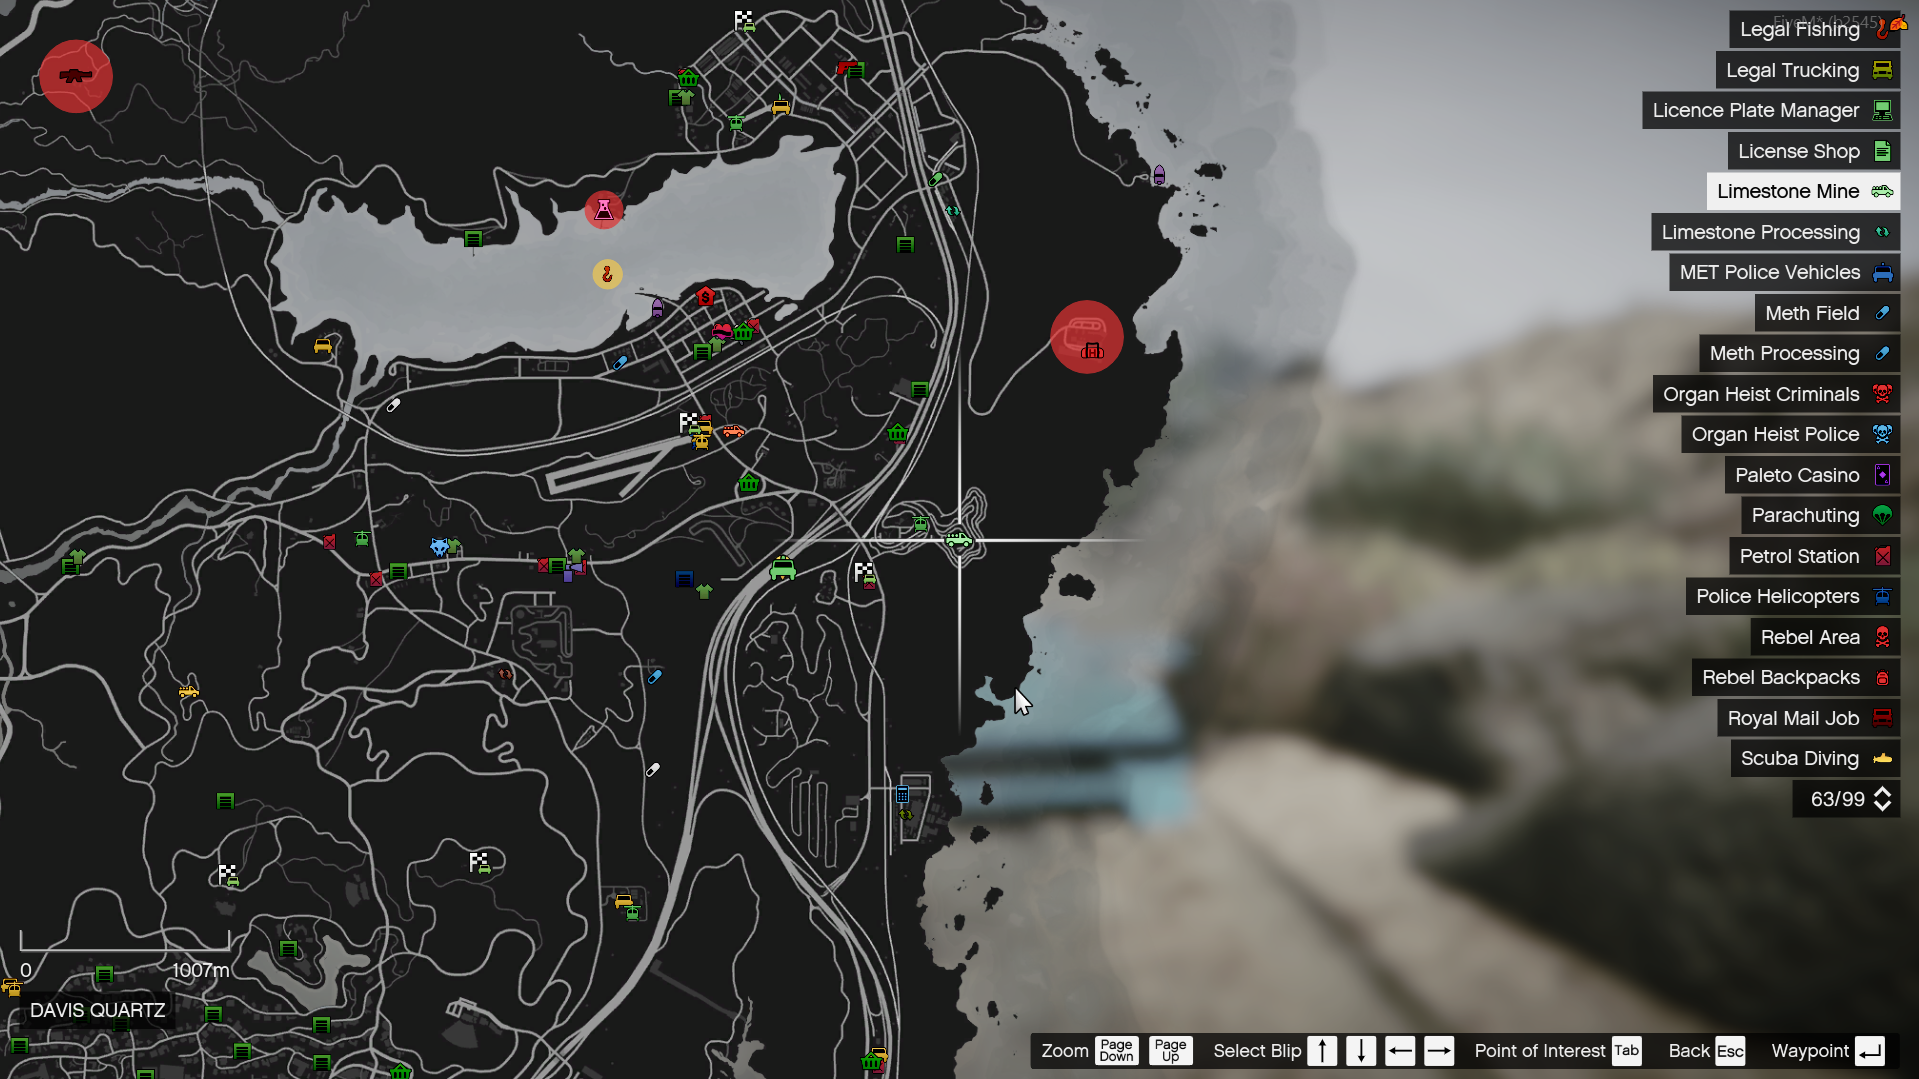 FiveM* (b2545)
Legal Fishing
Legal Trucking
Licence Plate Manager
License Shop
Limestone Mine
Limestone Processing
MET Police Vehicles
Meth Field
Meth Processing
Organ Heist Criminals
Organ Heist Police
Paleto Casino
Parachuting
Petrol Station
Police Helicopters
Rebel Area
Rebel Backpacks
Royal Mail Job
Scuba Diving
63/99
0 1007m
DAVIS QUARTZ
Zoom Page Down Page Up Select Blip ↑ ↓ ← → Point of Interest Tab Back Esc Waypoint